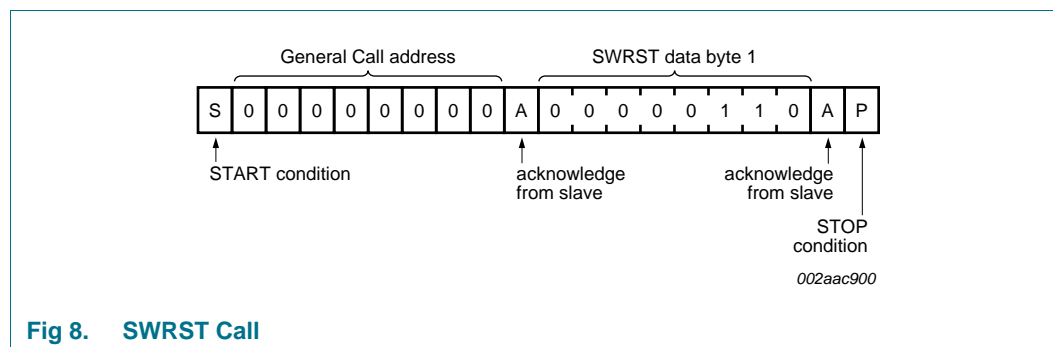 General Call address SWRST data byte 1
S 0 0 0 0 0 0 0 0 A 0 0 0 0 0 1 1 0 A P
START condition
acknowledge
from slave
acknowledge
from slave
STOP
condition
002aac900
Fig 8. SWRST Call